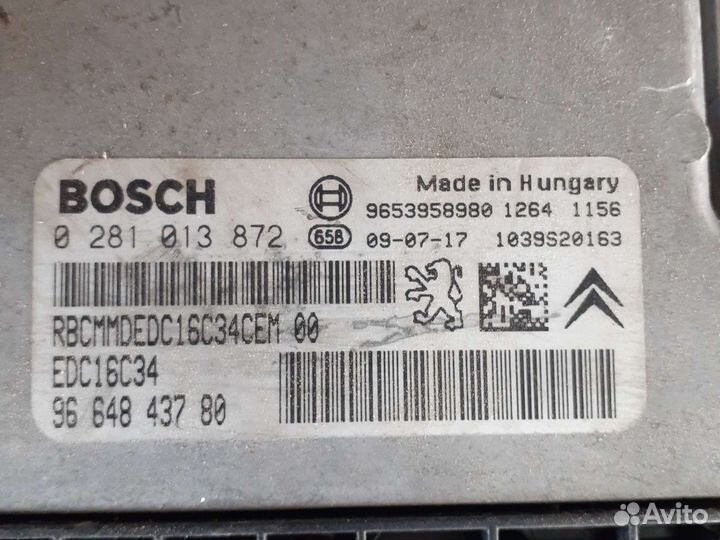 BOSCH
Made in Hungary
9653958980 1264 1156
0 281 013 872 658 09-07-17 1039S20163
RBCMMDEDC16C34CEM 00
EDC16C34
96 648 437 80
Avito